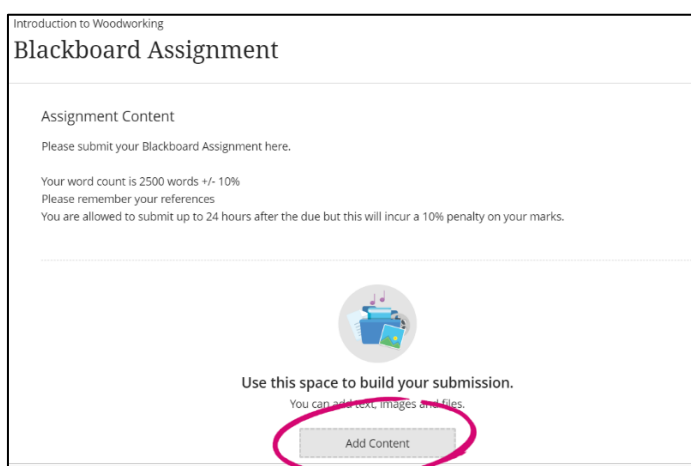 Introduction to Woodworking
Blackboard Assignment
Assignment Content
Please submit your Blackboard Assignment here.
Your word count is 2500 words +/- 10%
Please remember your references
You are allowed to submit up to 24 hours after the due but this will incur a 10% penalty on your marks.
Use this space to build your submission.
You can add text, images and files.
Add Content